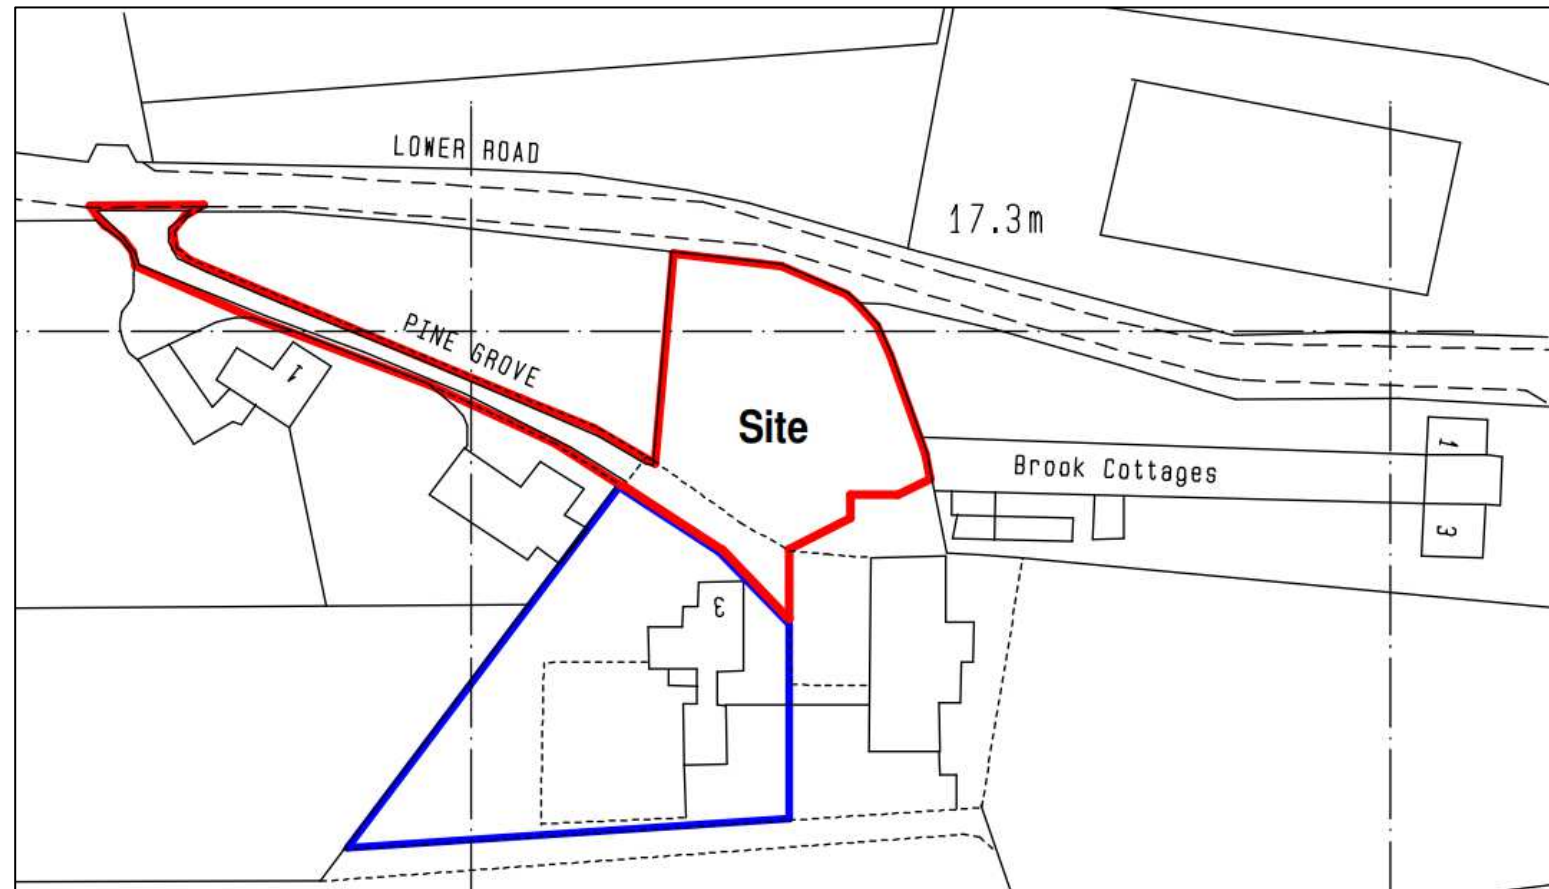 LOWER ROAD
17.3m
PINE GROVE
1
Site
Brook Cottages
1
3
3